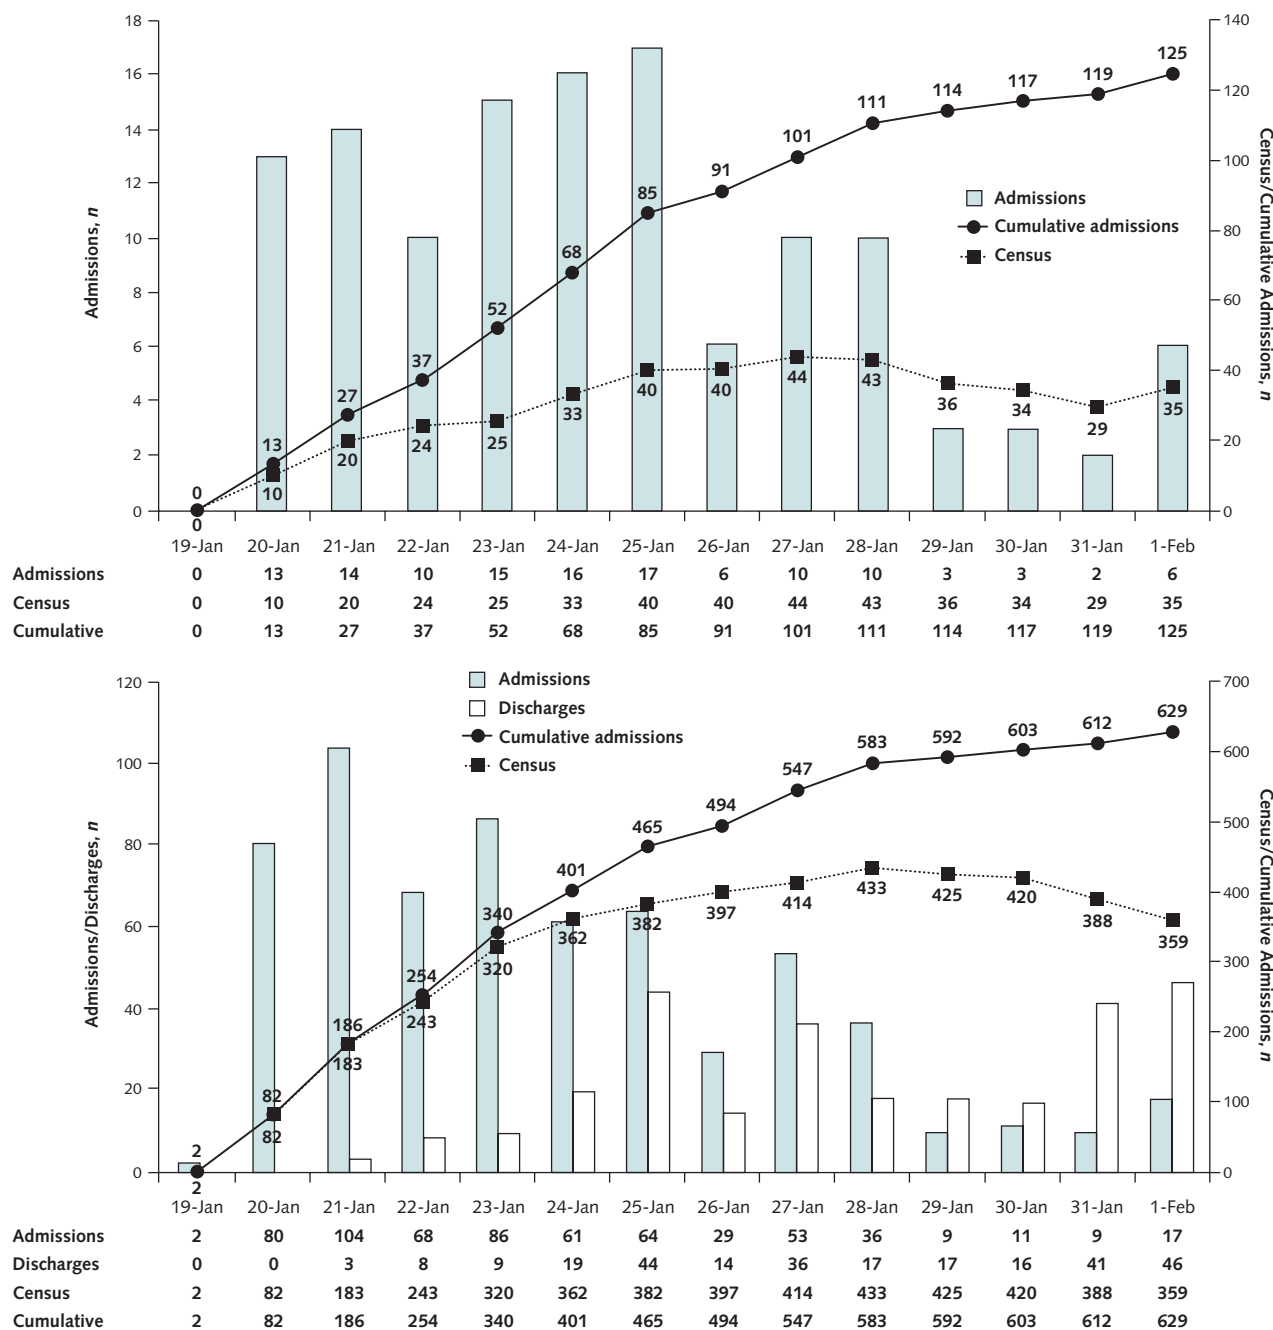 18
16
14
12
10
8
6
4
2
0
Admissions, n
140
120
100
80
60
40
20
0
Census/Cumulative Admissions, n
Admissions
Cumulative admissions
Census
0 13 27 37 52 68 85 91 101 111 114 117 119 125
0 10 20 24 25 33 40 40 44 43 36 34 29 35
19-Jan 20-Jan 21-Jan 22-Jan 23-Jan 24-Jan 25-Jan 26-Jan 27-Jan 28-Jan 29-Jan 30-Jan 31-Jan 1-Feb
Admissions 0 13 14 10 15 16 17 6 10 10 3 3 2 6
Census 0 10 20 24 25 33 40 40 44 43 36 34 29 35
Cumulative 0 13 27 37 52 68 85 91 101 111 114 117 119 125
120
100
80
60
40
20
0
Admissions/Discharges, n
700
600
500
400
300
200
100
0
Census/Cumulative Admissions, n
Admissions
Discharges
Cumulative admissions
Census
2 82 186 254 340 401 465 494 547 583 592 603 612 629
2 82 183 243 320 362 382 397 414 433 425 420 388 359
19-Jan 20-Jan 21-Jan 22-Jan 23-Jan 24-Jan 25-Jan 26-Jan 27-Jan 28-Jan 29-Jan 30-Jan 31-Jan 1-Feb
Admissions 2 80 104 68 86 61 64 29 53 36 9 11 9 17
Discharges 0 0 3 8 9 19 44 14 36 17 17 16 41 46
Census 2 82 183 243 320 362 382 397 414 433 425 420 388 359
Cumulative 2 82 186 254 340 401 465 494 547 583 592 603 612 629